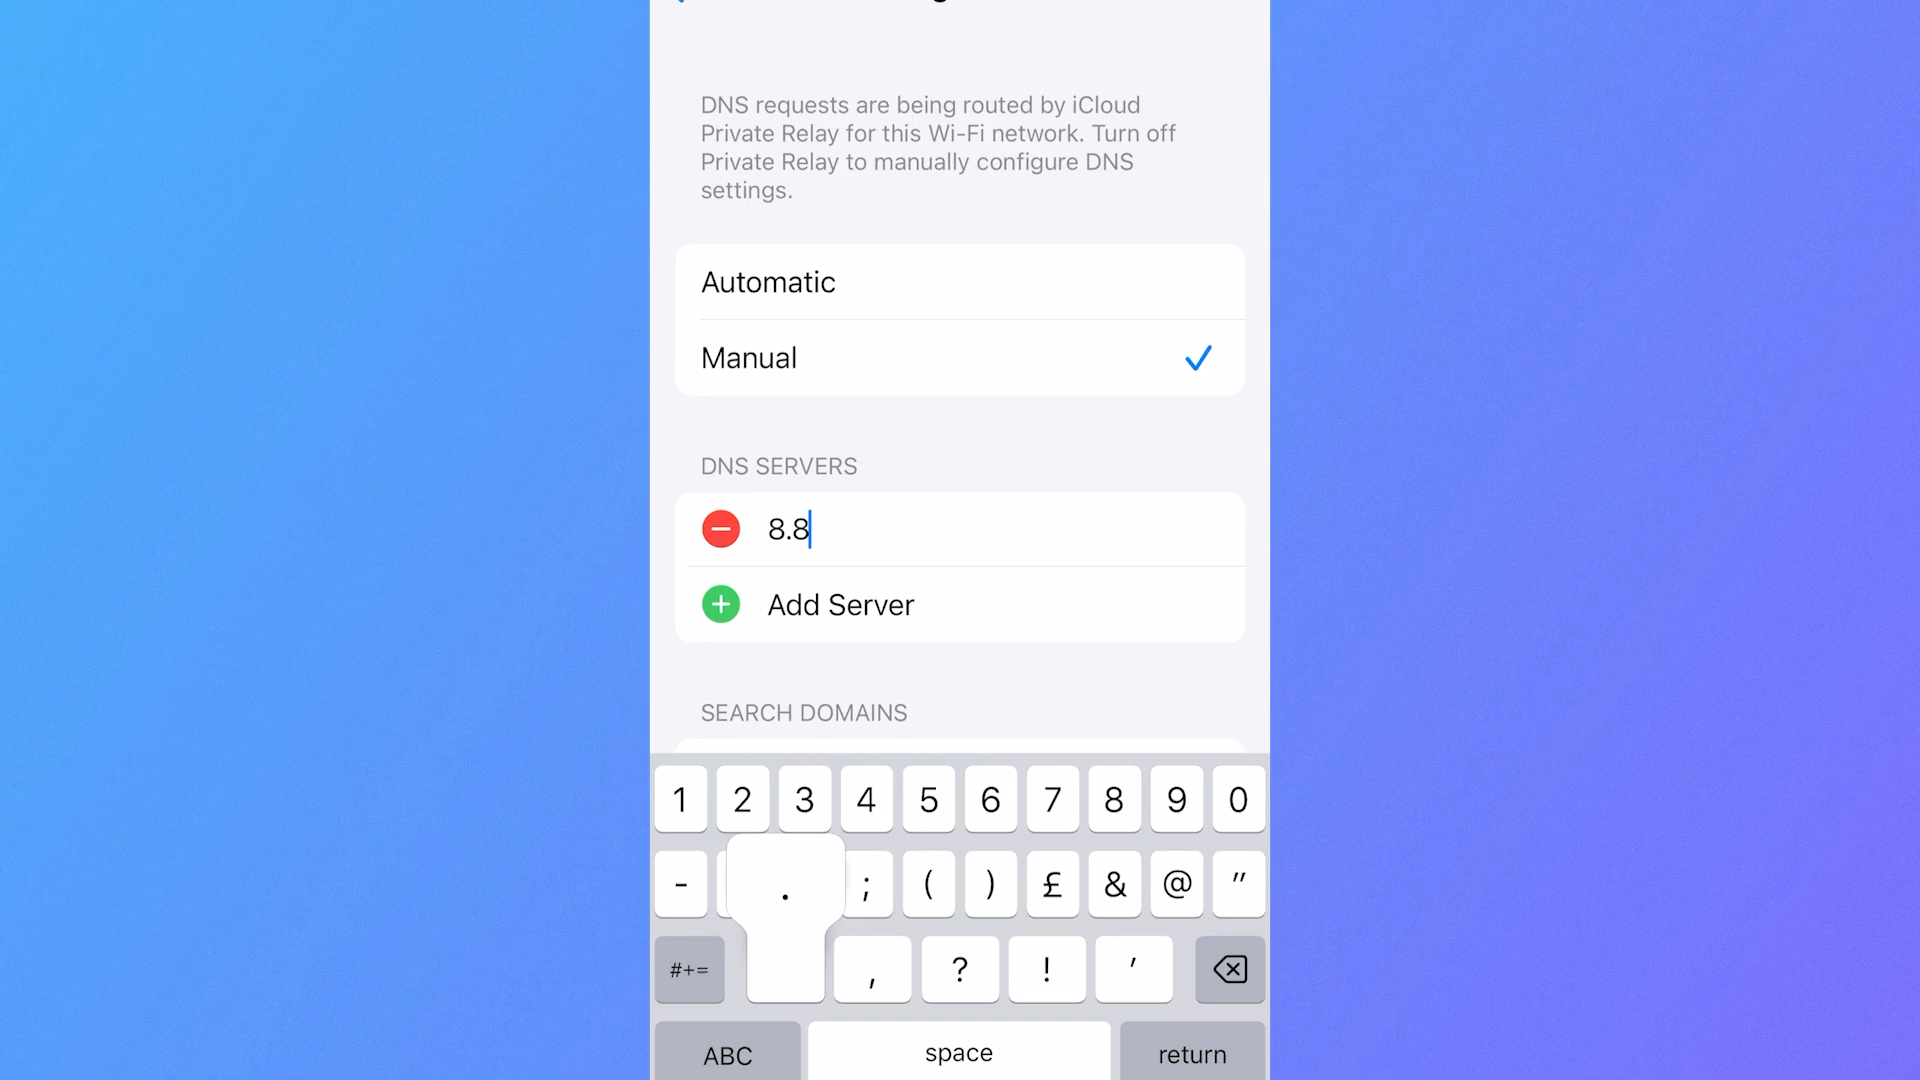 DNS requests are being routed by iCloud
Private Relay for this Wi-Fi network. Turn off
Private Relay to manually configure DNS
settings.
Automatic
Manual
DNS SERVERS
8.8
Add Server
SEARCH DOMAINS
1 2 3 4 5 6 7 8 9 0
- . ; ( ) £ & @ "
#+= , ? ! '
ABC space return